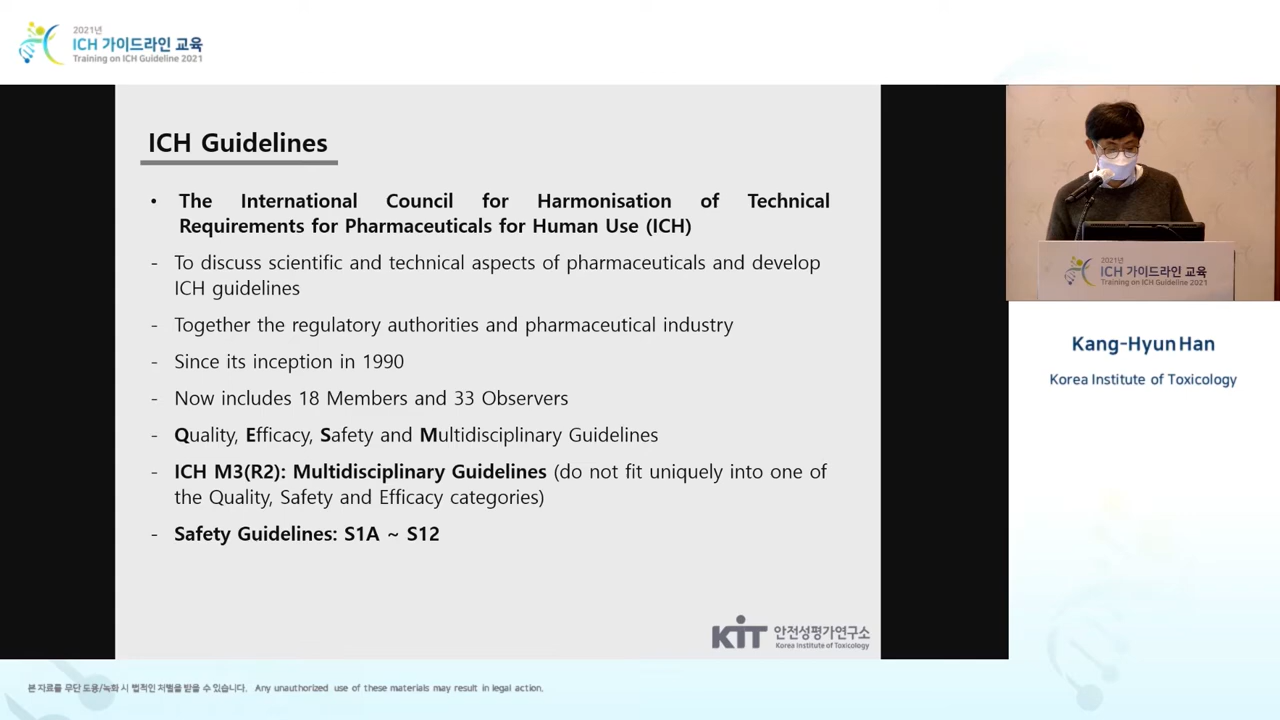 2021년
ICH 가이드라인 교육
Training on ICH Guideline 2021
ICH Guidelines
• The International Council for Harmonisation of Technical
Requirements for Pharmaceuticals for Human Use (ICH)
- To discuss scientific and technical aspects of pharmaceuticals and develop
ICH guidelines
- Together the regulatory authorities and pharmaceutical industry
- Since its inception in 1990
- Now includes 18 Members and 33 Observers
- Quality, Efficacy, Safety and Multidisciplinary Guidelines
- ICH M3(R2): Multidisciplinary Guidelines (do not fit uniquely into one of
the Quality, Safety and Efficacy categories)
- Safety Guidelines: S1A ~ S12
KIT 안전성평가연구소
Korea Institute of Toxicology
2021년
ICH 가이드라인 교육
Training on ICH Guideline 2021
Kang-Hyun Han
Korea Institute of Toxicology
본 자료를 무단 도용/녹화 시 법적인 처벌을 받을 수 있습니다. Any unauthorized use of these materials may result in legal action.